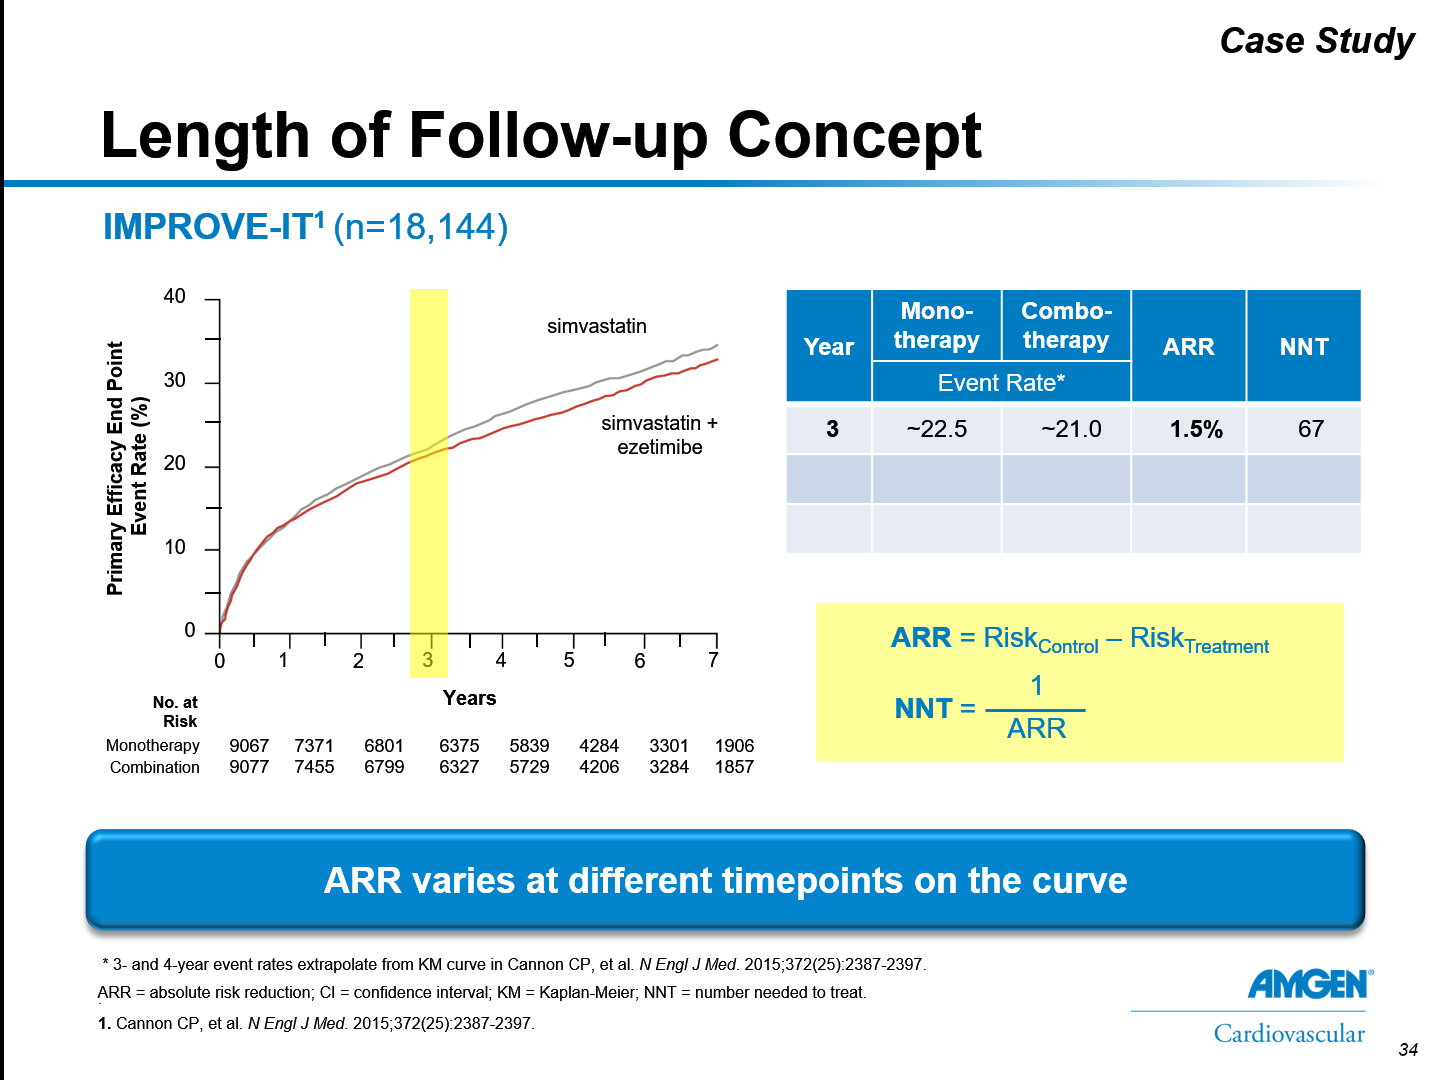 Case Study
Length of Follow-up Concept
IMPROVE-IT¹ (n=18,144)
Primary Efficacy End Point
Event Rate (%)
40
30
20
10
0
simvastatin
simvastatin +
ezetimibe
0 1 2 3 4 5 6 7
Years
No. at
Risk
Monotherapy 9067 7371 6801 6375 5839 4284 3301 1906
Combination 9077 7455 6799 6327 5729 4206 3284 1857
Year Mono-therapy Combo-therapy ARR NNT
Event Rate*
3 ~22.5 ~21.0 1.5% 67
ARR = RiskControl – RiskTreatment
NNT = 1
ARR
ARR varies at different timepoints on the curve
* 3- and 4-year event rates extrapolate from KM curve in Cannon CP, et al. N Engl J Med. 2015;372(25):2387-2397.
ARR = absolute risk reduction; CI = confidence interval; KM = Kaplan-Meier; NNT = number needed to treat.
1. Cannon CP, et al. N Engl J Med. 2015;372(25):2387-2397.
AMGEN®
Cardiovascular
34